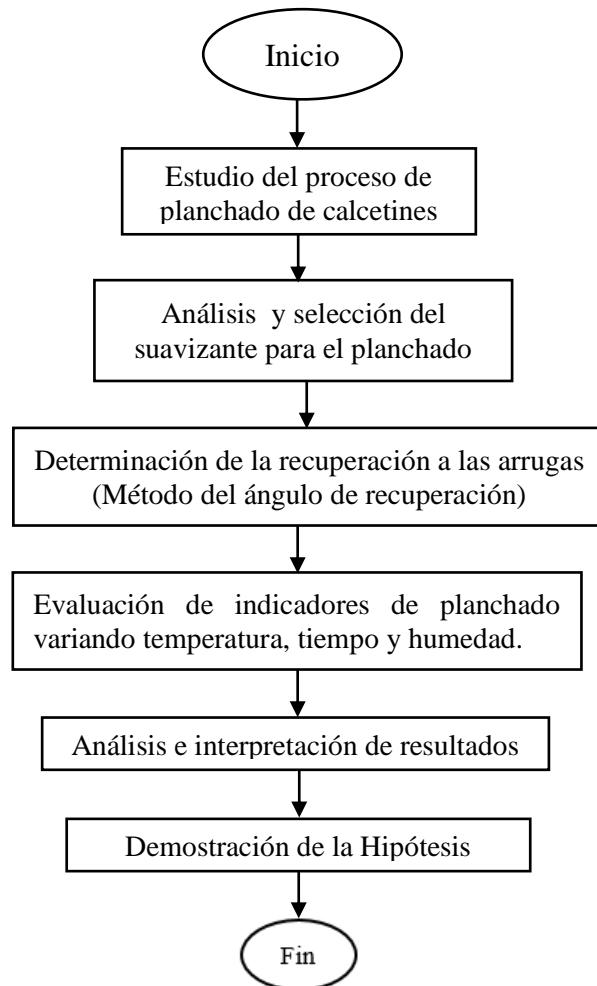 Inicio
Estudio del proceso de
planchado de calcetines
Análisis y selección del
suavizante para el planchado
Determinación de la recuperación a las arrugas
(Método del ángulo de recuperación)
Evaluación de indicadores de planchado
variando temperatura, tiempo y humedad.
Análisis e interpretación de resultados
Demostración de la Hipótesis
Fin